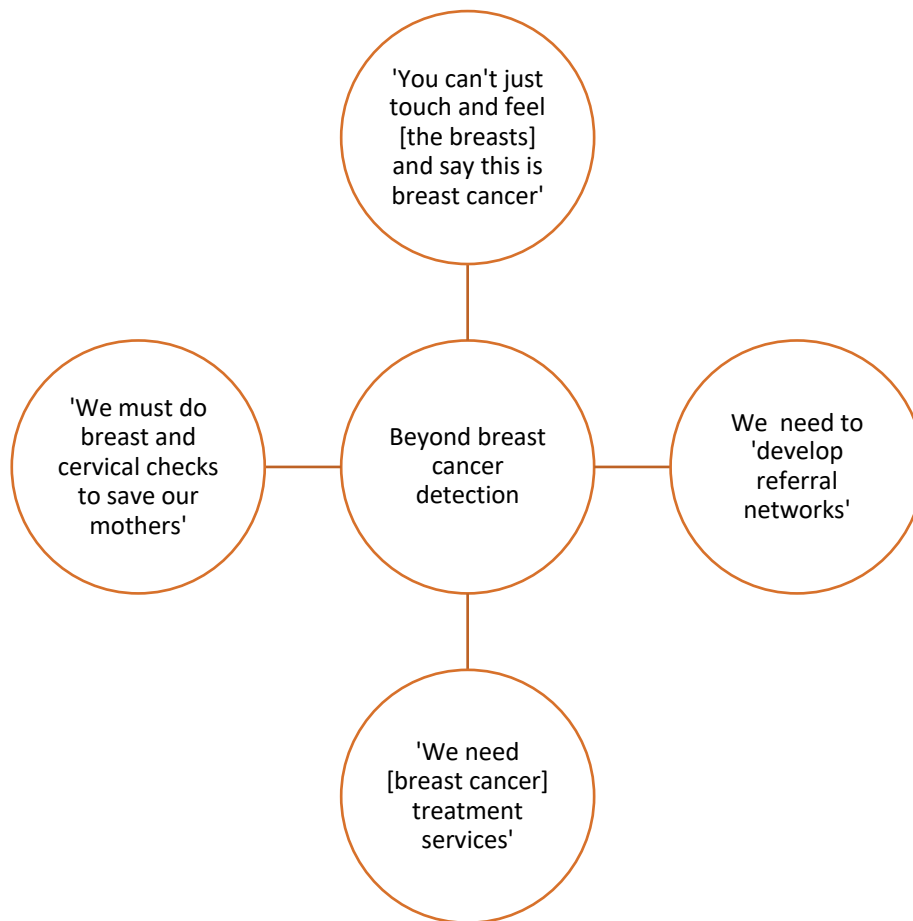 'You can't just
touch and feel
[the breasts]
and say this is
breast cancer'
'We must do
breast and
cervical checks
to save our
mothers'
Beyond breast
cancer
detection
We  need to
'develop
referral
networks'
'We need
[breast cancer]
treatment
services'